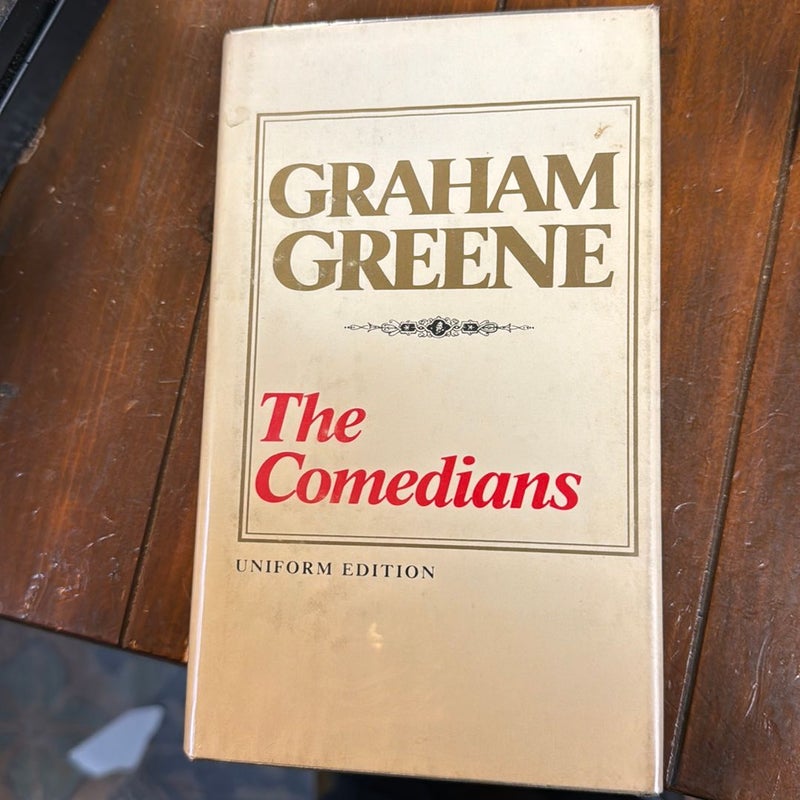 GRAHAM
GREENE
The
Comedians
UNIFORM EDITION